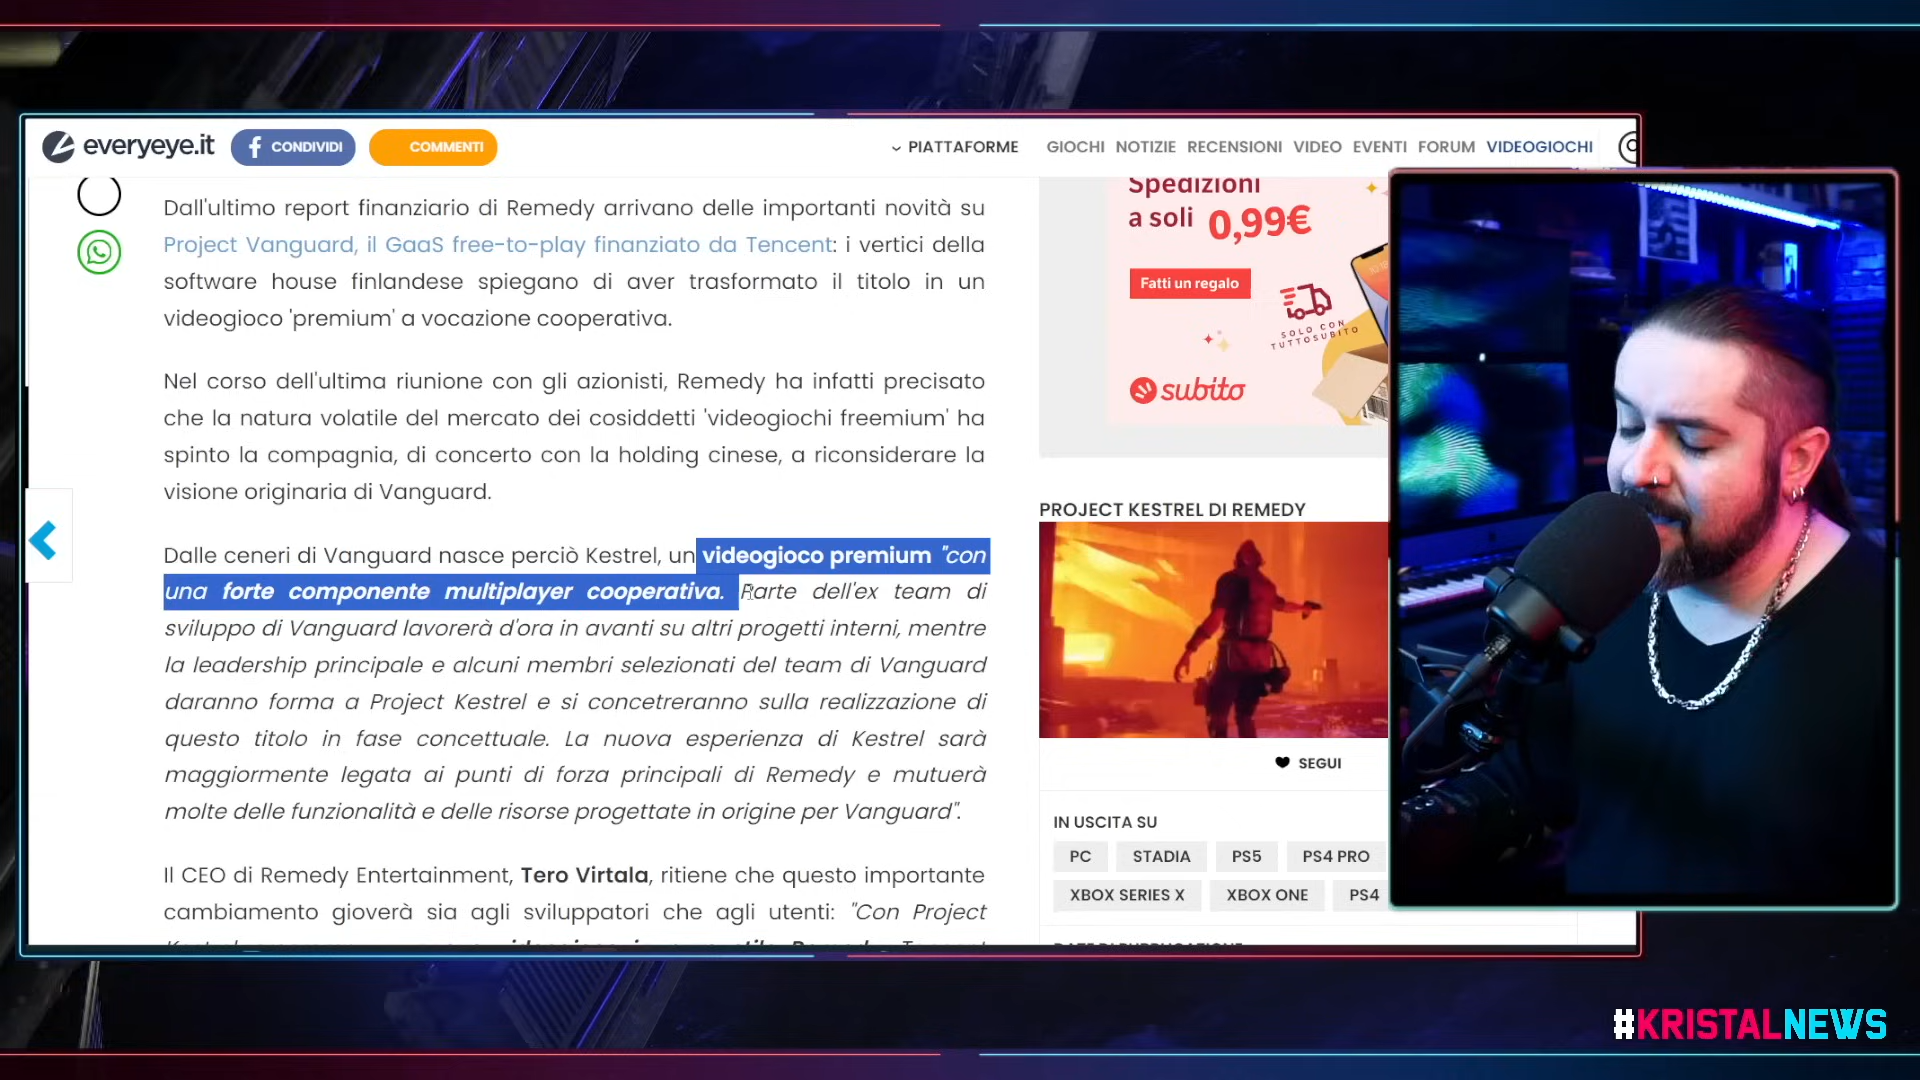 everyeye.it
CONDIVIDI
COMMENTI
PIATTAFORME
GIOCHI NOTIZIE RECENSIONI VIDEO EVENTI FORUM VIDEOGIOCHI
Dall'ultimo report finanziario di Remedy arrivano delle importanti novità su
Project Vanguard, il GaaS free-to-play finanziato da Tencent: i vertici della
software house finlandese spiegano di aver trasformato il titolo in un
videogioco 'premium' a vocazione cooperativa.
Nel corso dell'ultima riunione con gli azionisti, Remedy ha infatti precisato
che la natura volatile del mercato dei cosiddetti 'videogiochi freemium' ha
spinto la compagnia, di concerto con la holding cinese, a riconsiderare la
visione originaria di Vanguard.
Dalle ceneri di Vanguard nasce perciò Kestrel, un videogioco premium "con
una forte componente multiplayer cooperativa. Parte dell'ex team di
sviluppo di Vanguard lavorerà d'ora in avanti su altri progetti interni, mentre
la leadership principale e alcuni membri selezionati del team di Vanguard
daranno forma a Project Kestrel e si concetreranno sulla realizzazione di
questo titolo in fase concettuale. La nuova esperienza di Kestrel sarà
maggiormente legata ai punti di forza principali di Remedy e mutuerà
molte delle funzionalità e delle risorse progettate in origine per Vanguard".
Il CEO di Remedy Entertainment, Tero Virtala, ritiene che questo importante
cambiamento gioverà sia agli sviluppatori che agli utenti: "Con Project
Spedizioni
a soli 0,99€
Fatti un regalo
SOLO CON
TUTTOSUBITO
subito
PROJECT KESTREL DI REMEDY
SEGUI
IN USCITA SU
PC STADIA PS5 PS4 PRO
XBOX SERIES X XBOX ONE PS4
#KRISTALNEWS